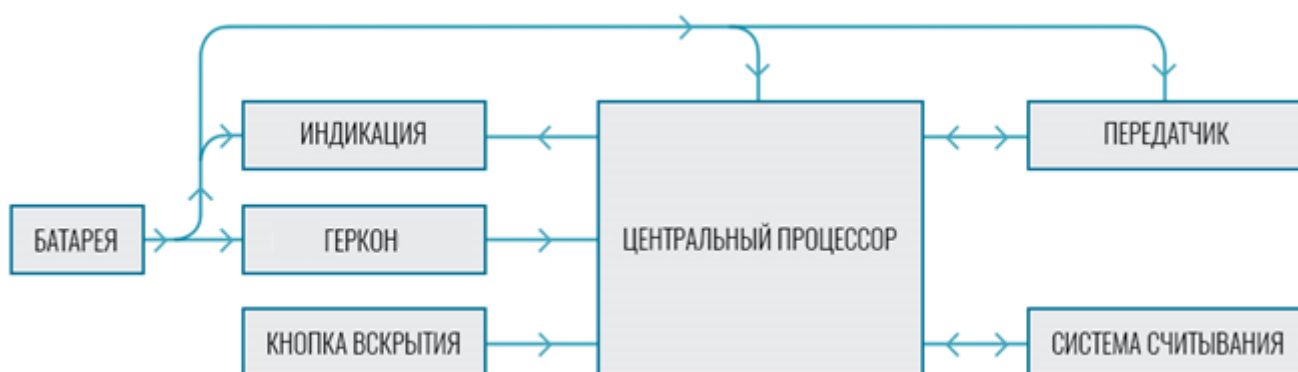 ИНДИКАЦИЯ
ПЕРЕДАТЧИК
БАТАРЕЯ
ГЕРКОН
ЦЕНТРАЛЬНЫЙ ПРОЦЕССОР
КНОПКА ВСКРЫТИЯ
СИСТЕМА СЧИТЫВАНИЯ